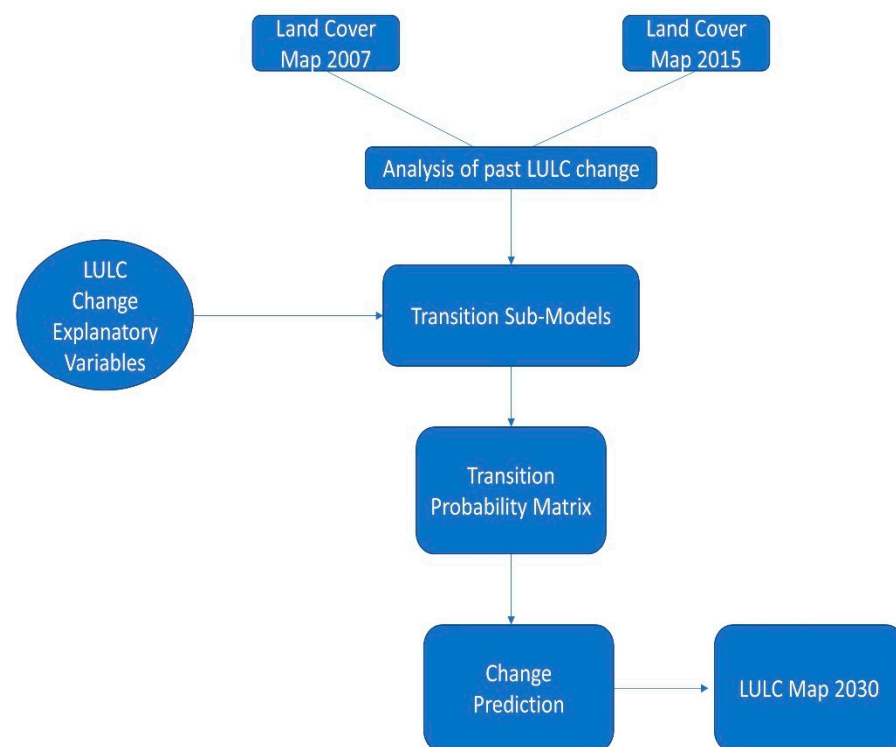 Land Cover
Map 2007
Land Cover
Map 2015
Analysis of past LULC change
LULC
Change
Explanatory
Variables
Transition Sub-Models
Transition
Probability Matrix
Change
Prediction
LULC Map 2030